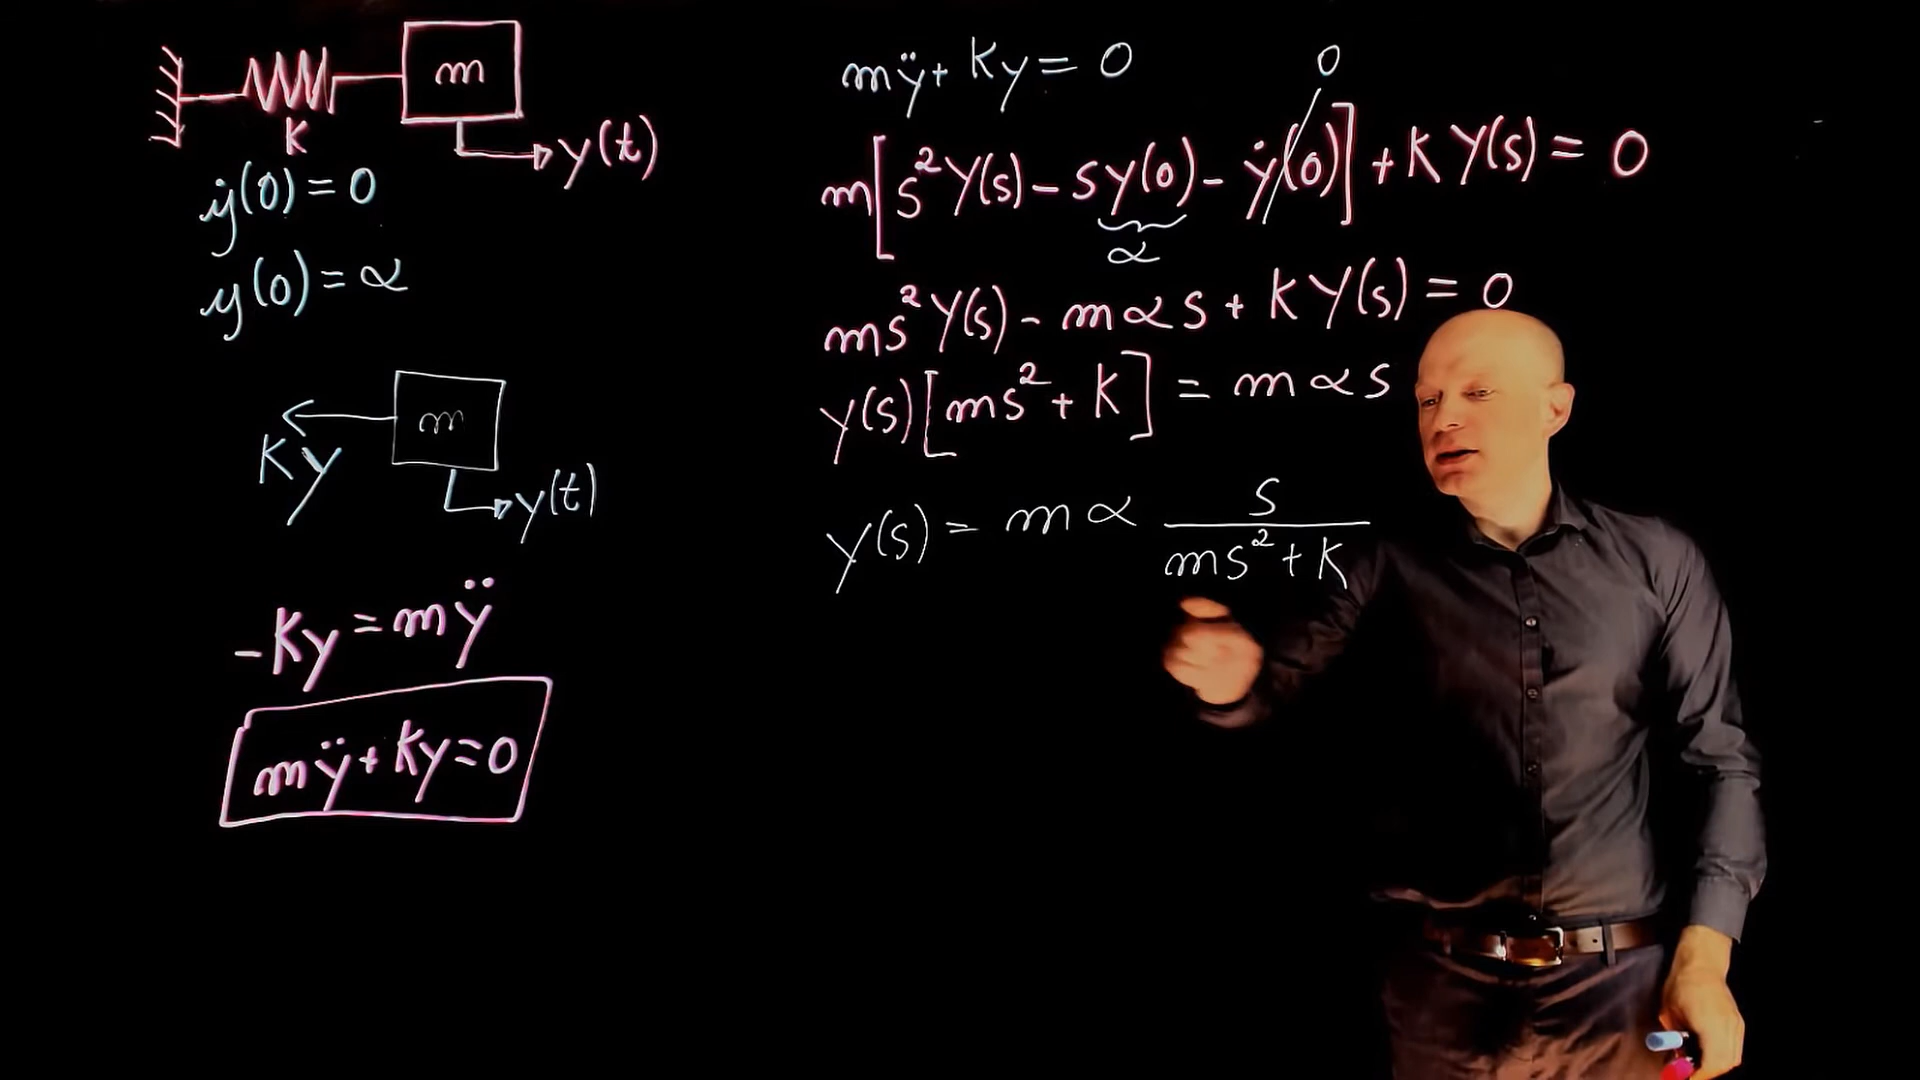 m
K
y(t)
ẏ(0) = 0
y(0) = α
m
Ky
y(t)
-Ky = mÿ
mÿ + Ky = 0
mÿ + Ky = 0
0
m[s²Y(s) - sy(0) - ẏ(0)] + KY(s) = 0
α
ms²Y(s) - mαs + KY(s) = 0
Y(s)[ms² + K] = mαs
Y(s) = mα s/(ms² + K)